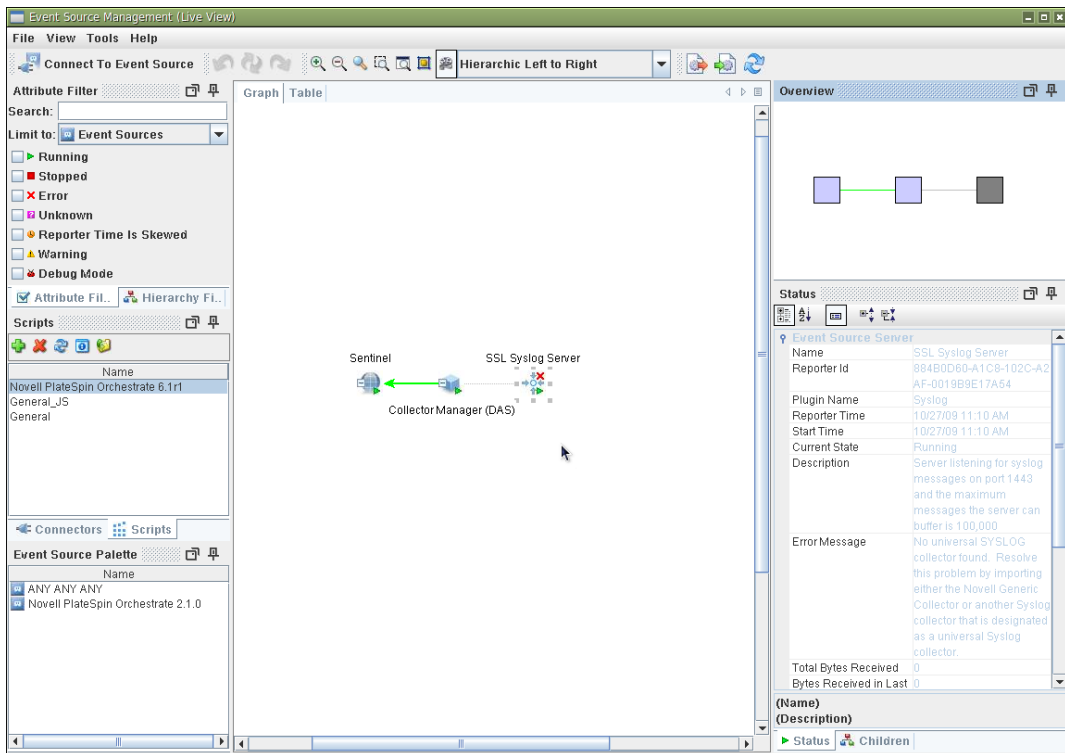 Event Source Management (Live View)
File View Tools Help
Connect To Event Source
Hierarchic Left to Right
Attribute Filter
Search:
Limit to: Event Sources
Running
Stopped
Error
Unknown
Reporter Time Is Skewed
Warning
Debug Mode
Attribute Fil.. Hierarchy Fi..
Scripts
Name
Novell PlateSpin Orchestrate 6.1r1
General_JS
General
Connectors Scripts
Event Source Palette
Name
ANY ANY ANY
Novell PlateSpin Orchestrate 2.1.0
Graph Table
Sentinel
SSL Syslog Server
Collector Manager (DAS)
Overview
Status
Event Source Server
Name SSL Syslog Server
Reporter Id 884B0D60-A1C8-102C-A2
AF-0019B9E17A54
Plugin Name Syslog
Reporter Time 10/27/09 11:10 AM
Start Time 10/27/09 11:10 AM
Current State Running
Description Server listening for syslog
messages on port 1443
and the maximum
messages the server can
buffer is 100,000
Error Message No universal SYSLOG
collector found. Resolve
this problem by importing
either the Novell Generic
Collector or another Syslog
collector that is designated
as a universal Syslog
collector.
Total Bytes Received 0
Bytes Received in Last 0
(Name)
(Description)
Status Children